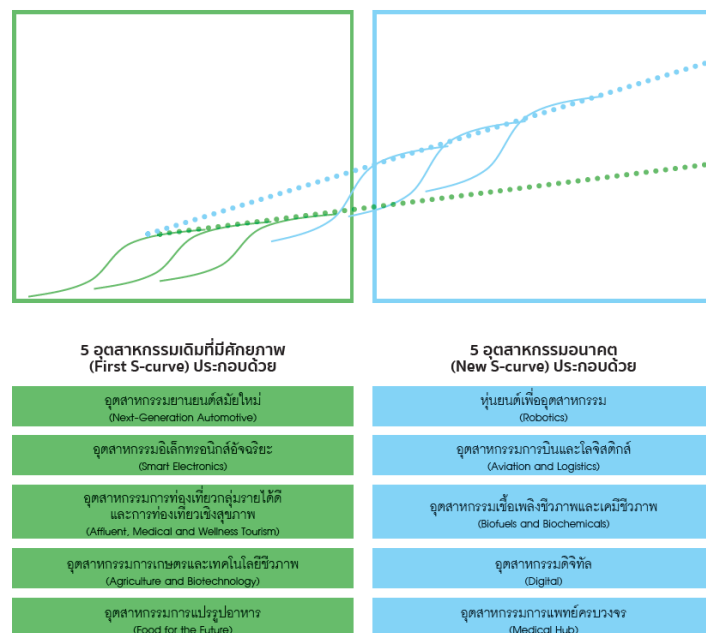 5 อุตสาหกรรมเดิมที่มีศักยภาพ
(First S-curve) ประกอบด้วย
อุตสาหกรรมยานยนต์สมัยใหม่
(Next-Generation Automotive)
อุตสาหกรรมอิเล็กทรอนิกส์อัจฉริยะ
(Smart Electronics)
อุตสาหกรรมการท่องเที่ยวกลุ่มรายได้ดี
และการท่องเที่ยวเชิงสุขภาพ
(Affluent, Medical and Wellness Tourism)
อุตสาหกรรมการเกษตรและเทคโนโลยีชีวภาพ
(Agriculture and Biotechnology)
อุตสาหกรรมการแปรรูปอาหาร
(Food for the Future)
5 อุตสาหกรรมอนาคต
(New S-curve) ประกอบด้วย
หุ่นยนต์เพื่ออุตสาหกรรม
(Robotics)
อุตสาหกรรมการบินและโลจิสติกส์
(Aviation and Logistics)
อุตสาหกรรมเชื้อเพลิงชีวภาพและเคมีชีวภาพ
(Biofuels and Biochemicals)
อุตสาหกรรมดิจิทัล
(Digital)
อุตสาหกรรมการแพทย์ครบวงจร
(Medical Hub)